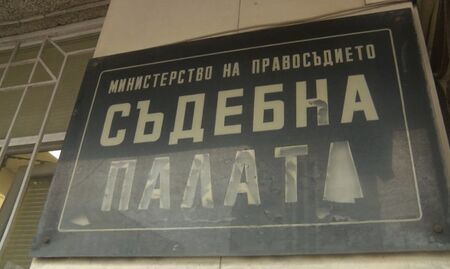 МИНИСТЕРСТВО НА ПРАВОСЪДИЕТО
СЪДЕБНА
ПАЛАТА